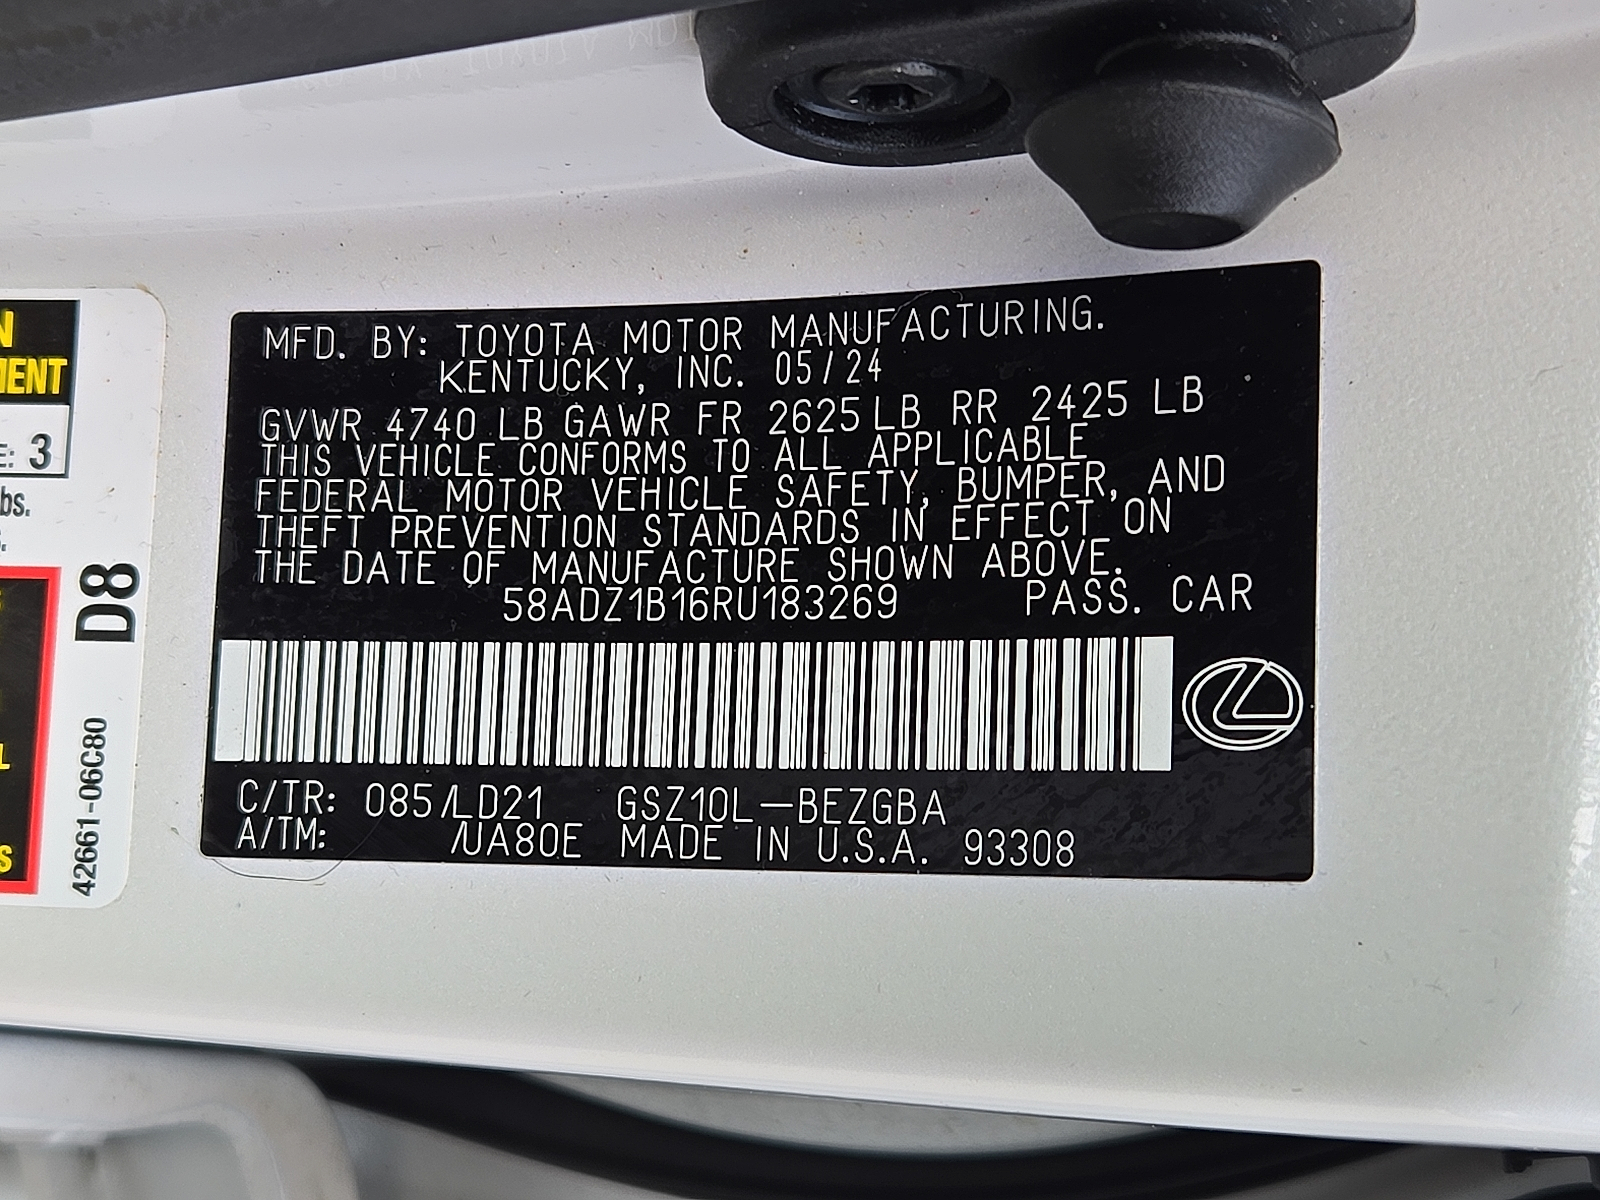 MFD. BY: TOYOTA MOTOR MANUFACTURING.
KENTUCKY, INC. 05/24
GVWR 4740 LB GAWR FR 2625 LB RR 2425 LB
THIS VEHICLE CONFORMS TO ALL APPLICABLE
FEDERAL MOTOR VEHICLE SAFETY, BUMPER, AND
THEFT PREVENTION STANDARDS IN EFFECT ON
THE DATE OF MANUFACTURE SHOWN ABOVE.
58ADZ1B16RU183269 PASS. CAR
C/TR: 085/LD21 GSZ10L-BEZGBA
A/TM: /UA80E MADE IN U.S.A. 93308
N
MENT
E: 3
bs.
D8
42661-06C80
L
S